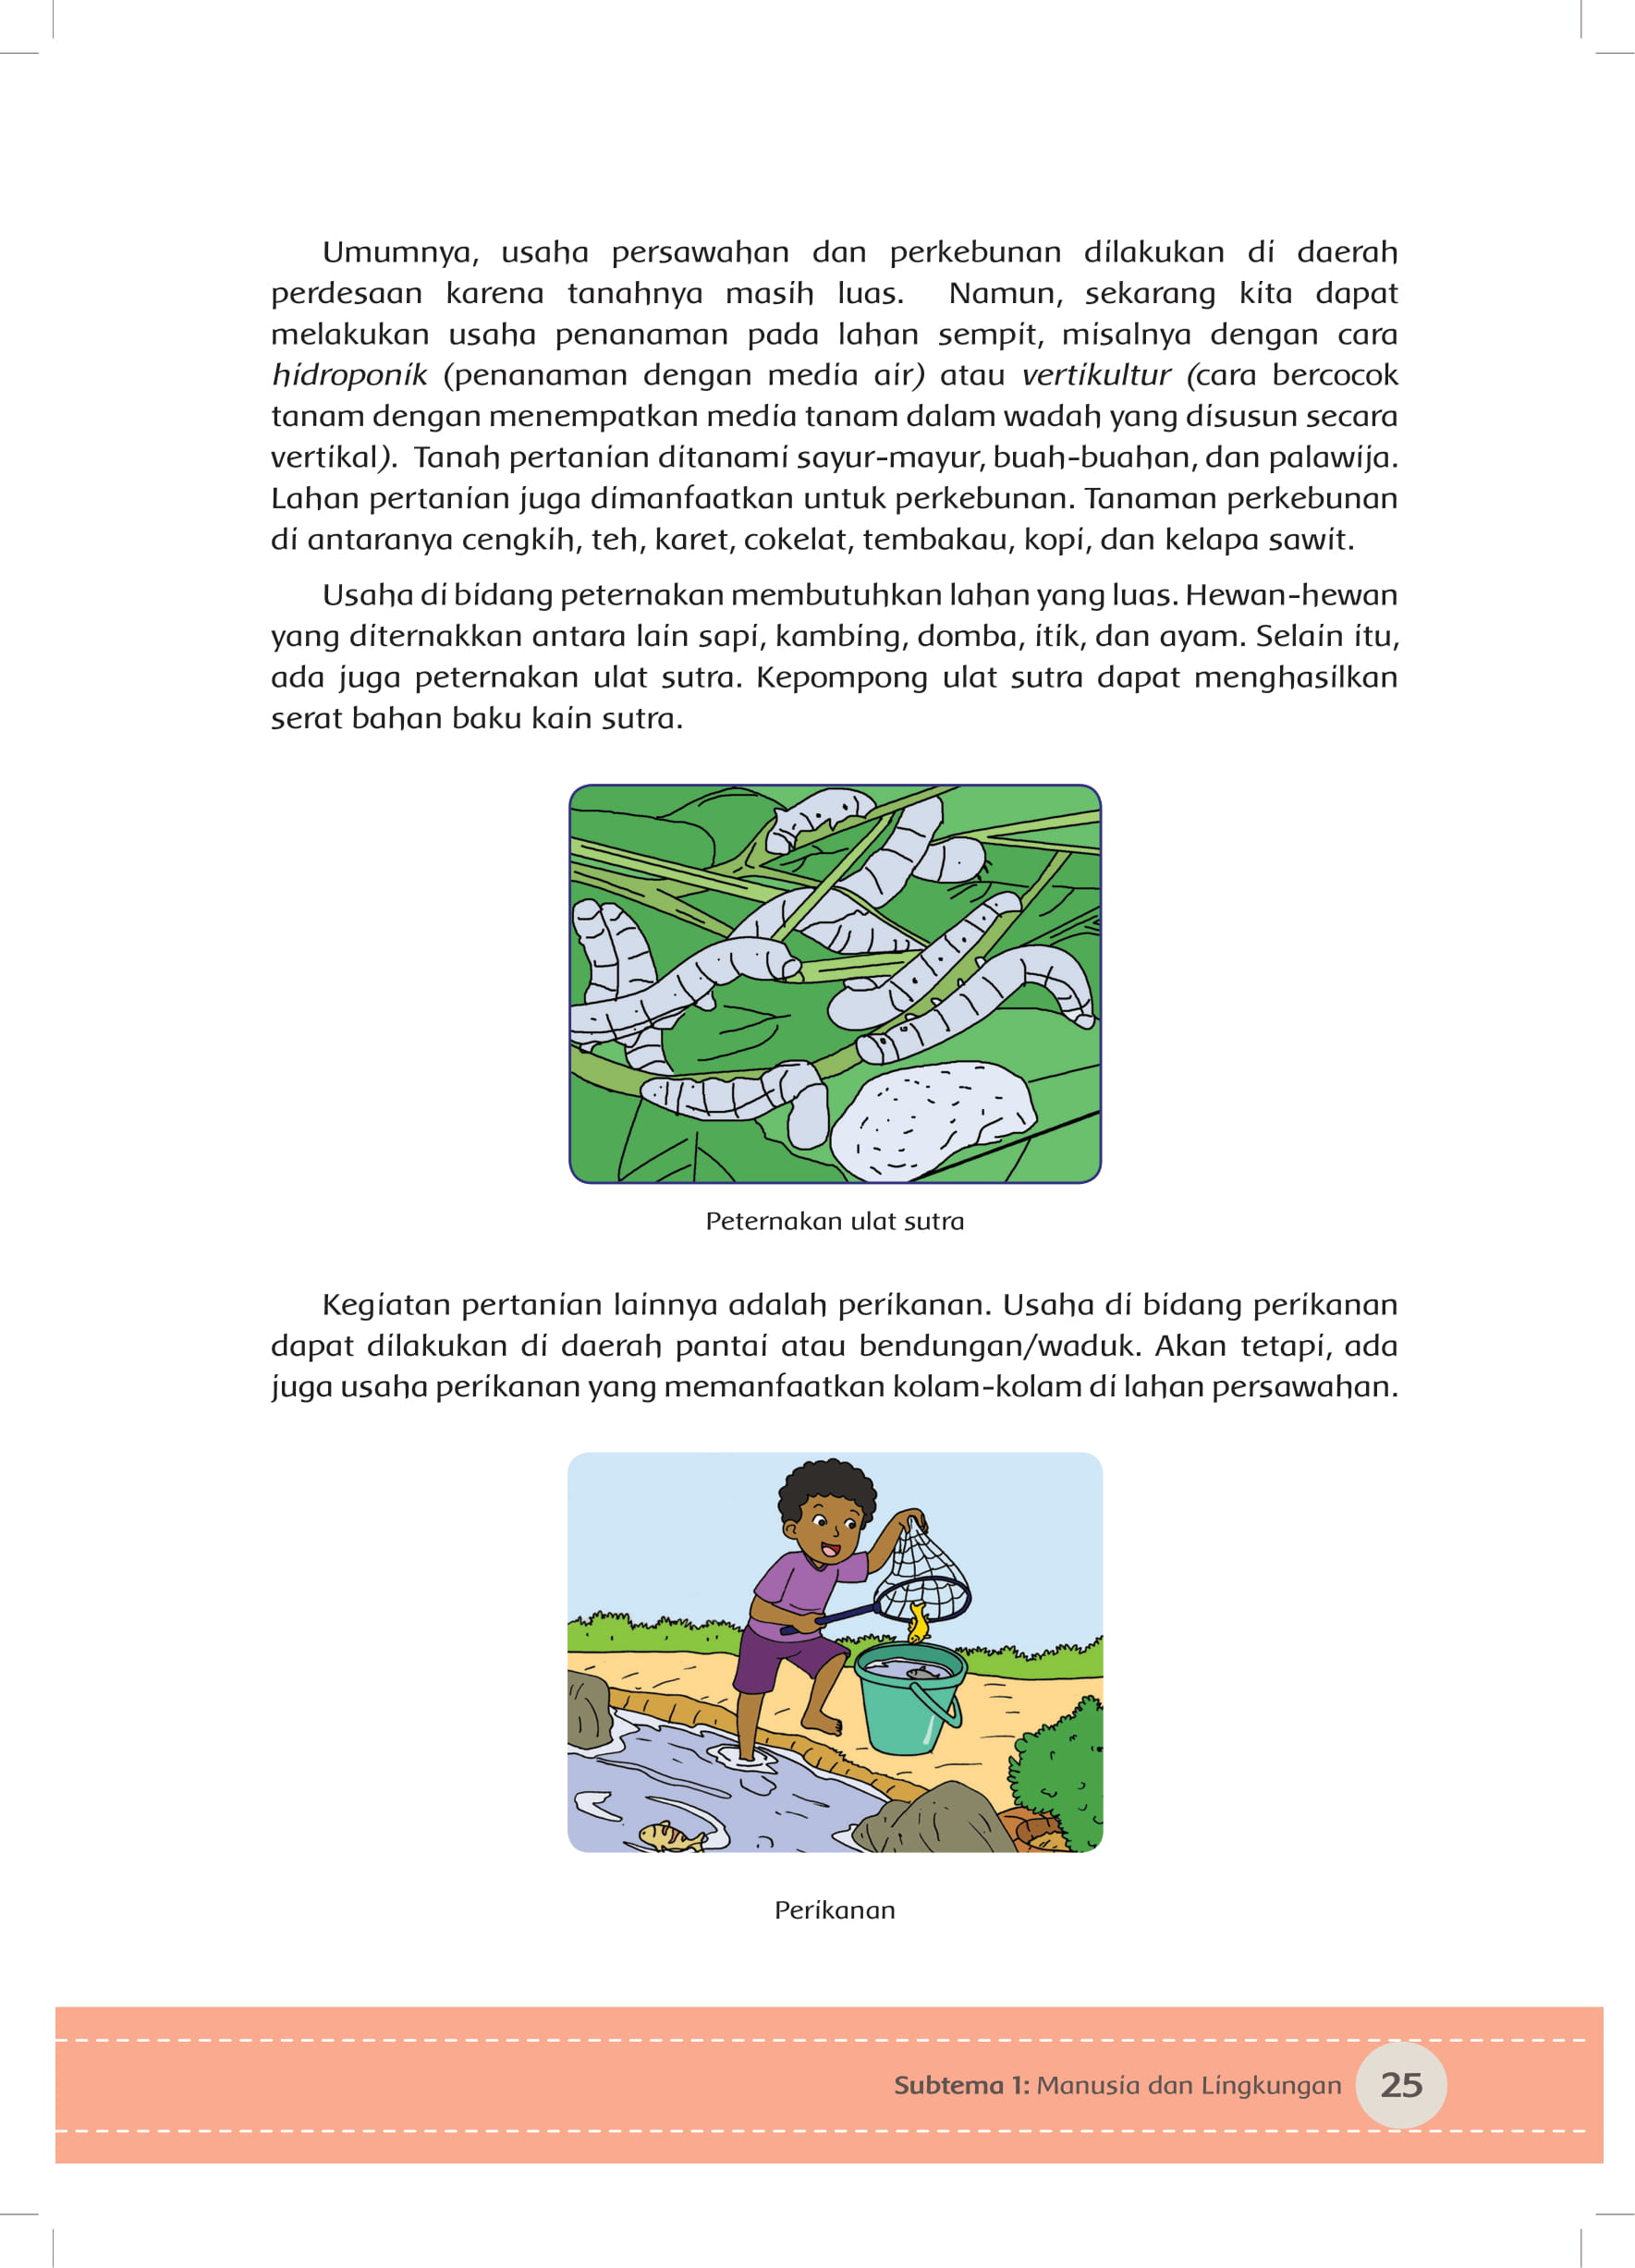 Umumnya, usaha persawahan dan perkebunan dilakukan di daerah
perdesaan karena tanahnya masih luas. Namun, sekarang kita dapat
melakukan usaha penanaman pada lahan sempit, misalnya dengan cara
hidroponik (penanaman dengan media air) atau vertikultur (cara bercocok
tanam dengan menempatkan media tanam dalam wadah yang disusun secara
vertikal). Tanah pertanian ditanami sayur-mayur, buah-buahan, dan palawija.
Lahan pertanian juga dimanfaatkan untuk perkebunan. Tanaman perkebunan
di antaranya cengkih, teh, karet, cokelat, tembakau, kopi, dan kelapa sawit.
Usaha di bidang peternakan membutuhkan lahan yang luas. Hewan-hewan
yang diternakkan antara lain sapi, kambing, domba, itik, dan ayam. Selain itu,
ada juga peternakan ulat sutra. Kepompong ulat sutra dapat menghasilkan
serat bahan baku kain sutra.
Peternakan ulat sutra
Kegiatan pertanian lainnya adalah perikanan. Usaha di bidang perikanan
dapat dilakukan di daerah pantai atau bendungan/waduk. Akan tetapi, ada
juga usaha perikanan yang memanfaatkan kolam-kolam di lahan persawahan.
Perikanan
Subtema 1: Manusia dan Lingkungan 25